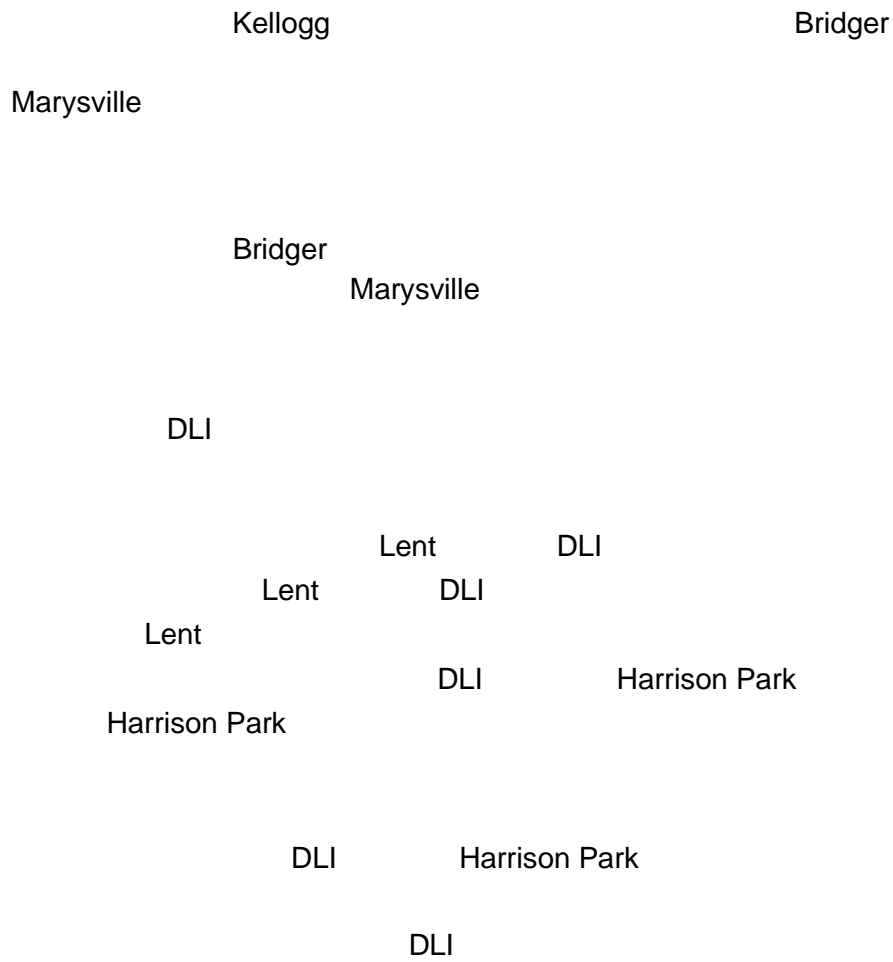 Kellogg Bridger
Marysville
Bridger
Marysville
DLI
Lent DLI
Lent DLI
Lent
DLI Harrison Park
Harrison Park
DLI Harrison Park
DLI